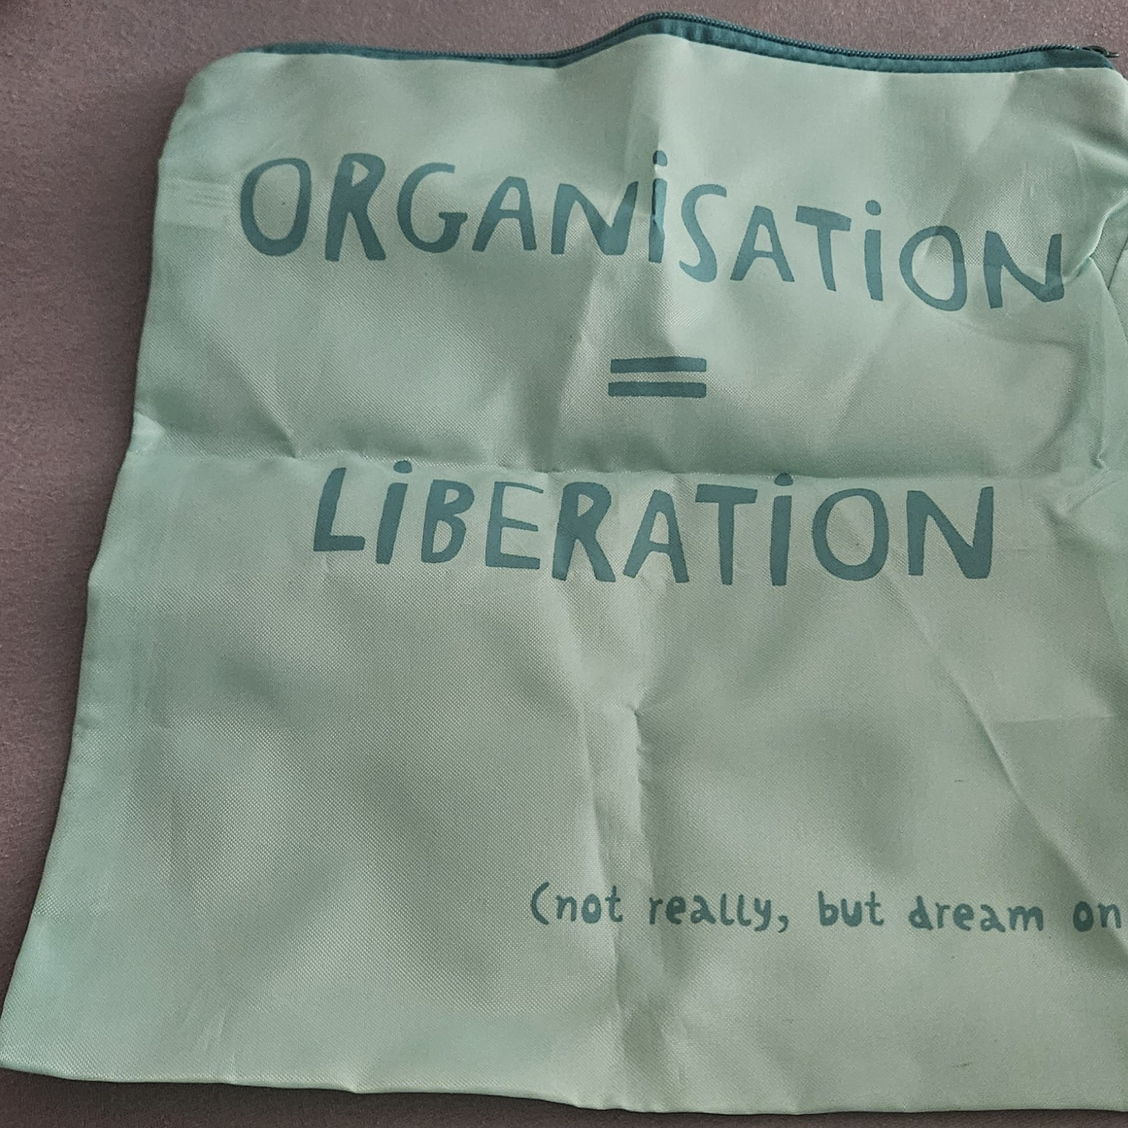 ORGANiSATiON
=
LiBERATiON
(not really, but dream on